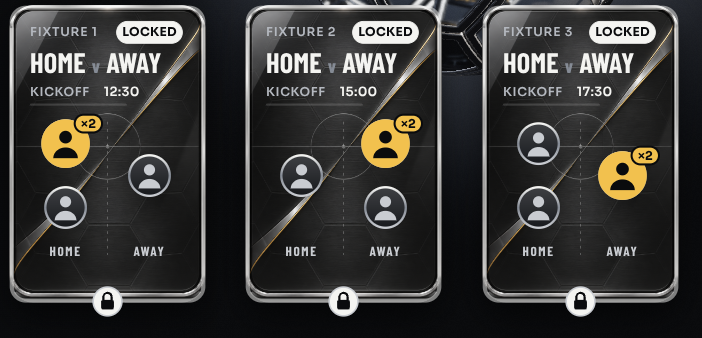 FIXTURE 1 LOCKED
HOME v AWAY
KICKOFF 12:30
×2
HOME AWAY
FIXTURE 2 LOCKED
HOME v AWAY
KICKOFF 15:00
×2
HOME AWAY
FIXTURE 3 LOCKED
HOME v AWAY
KICKOFF 17:30
×2
HOME AWAY